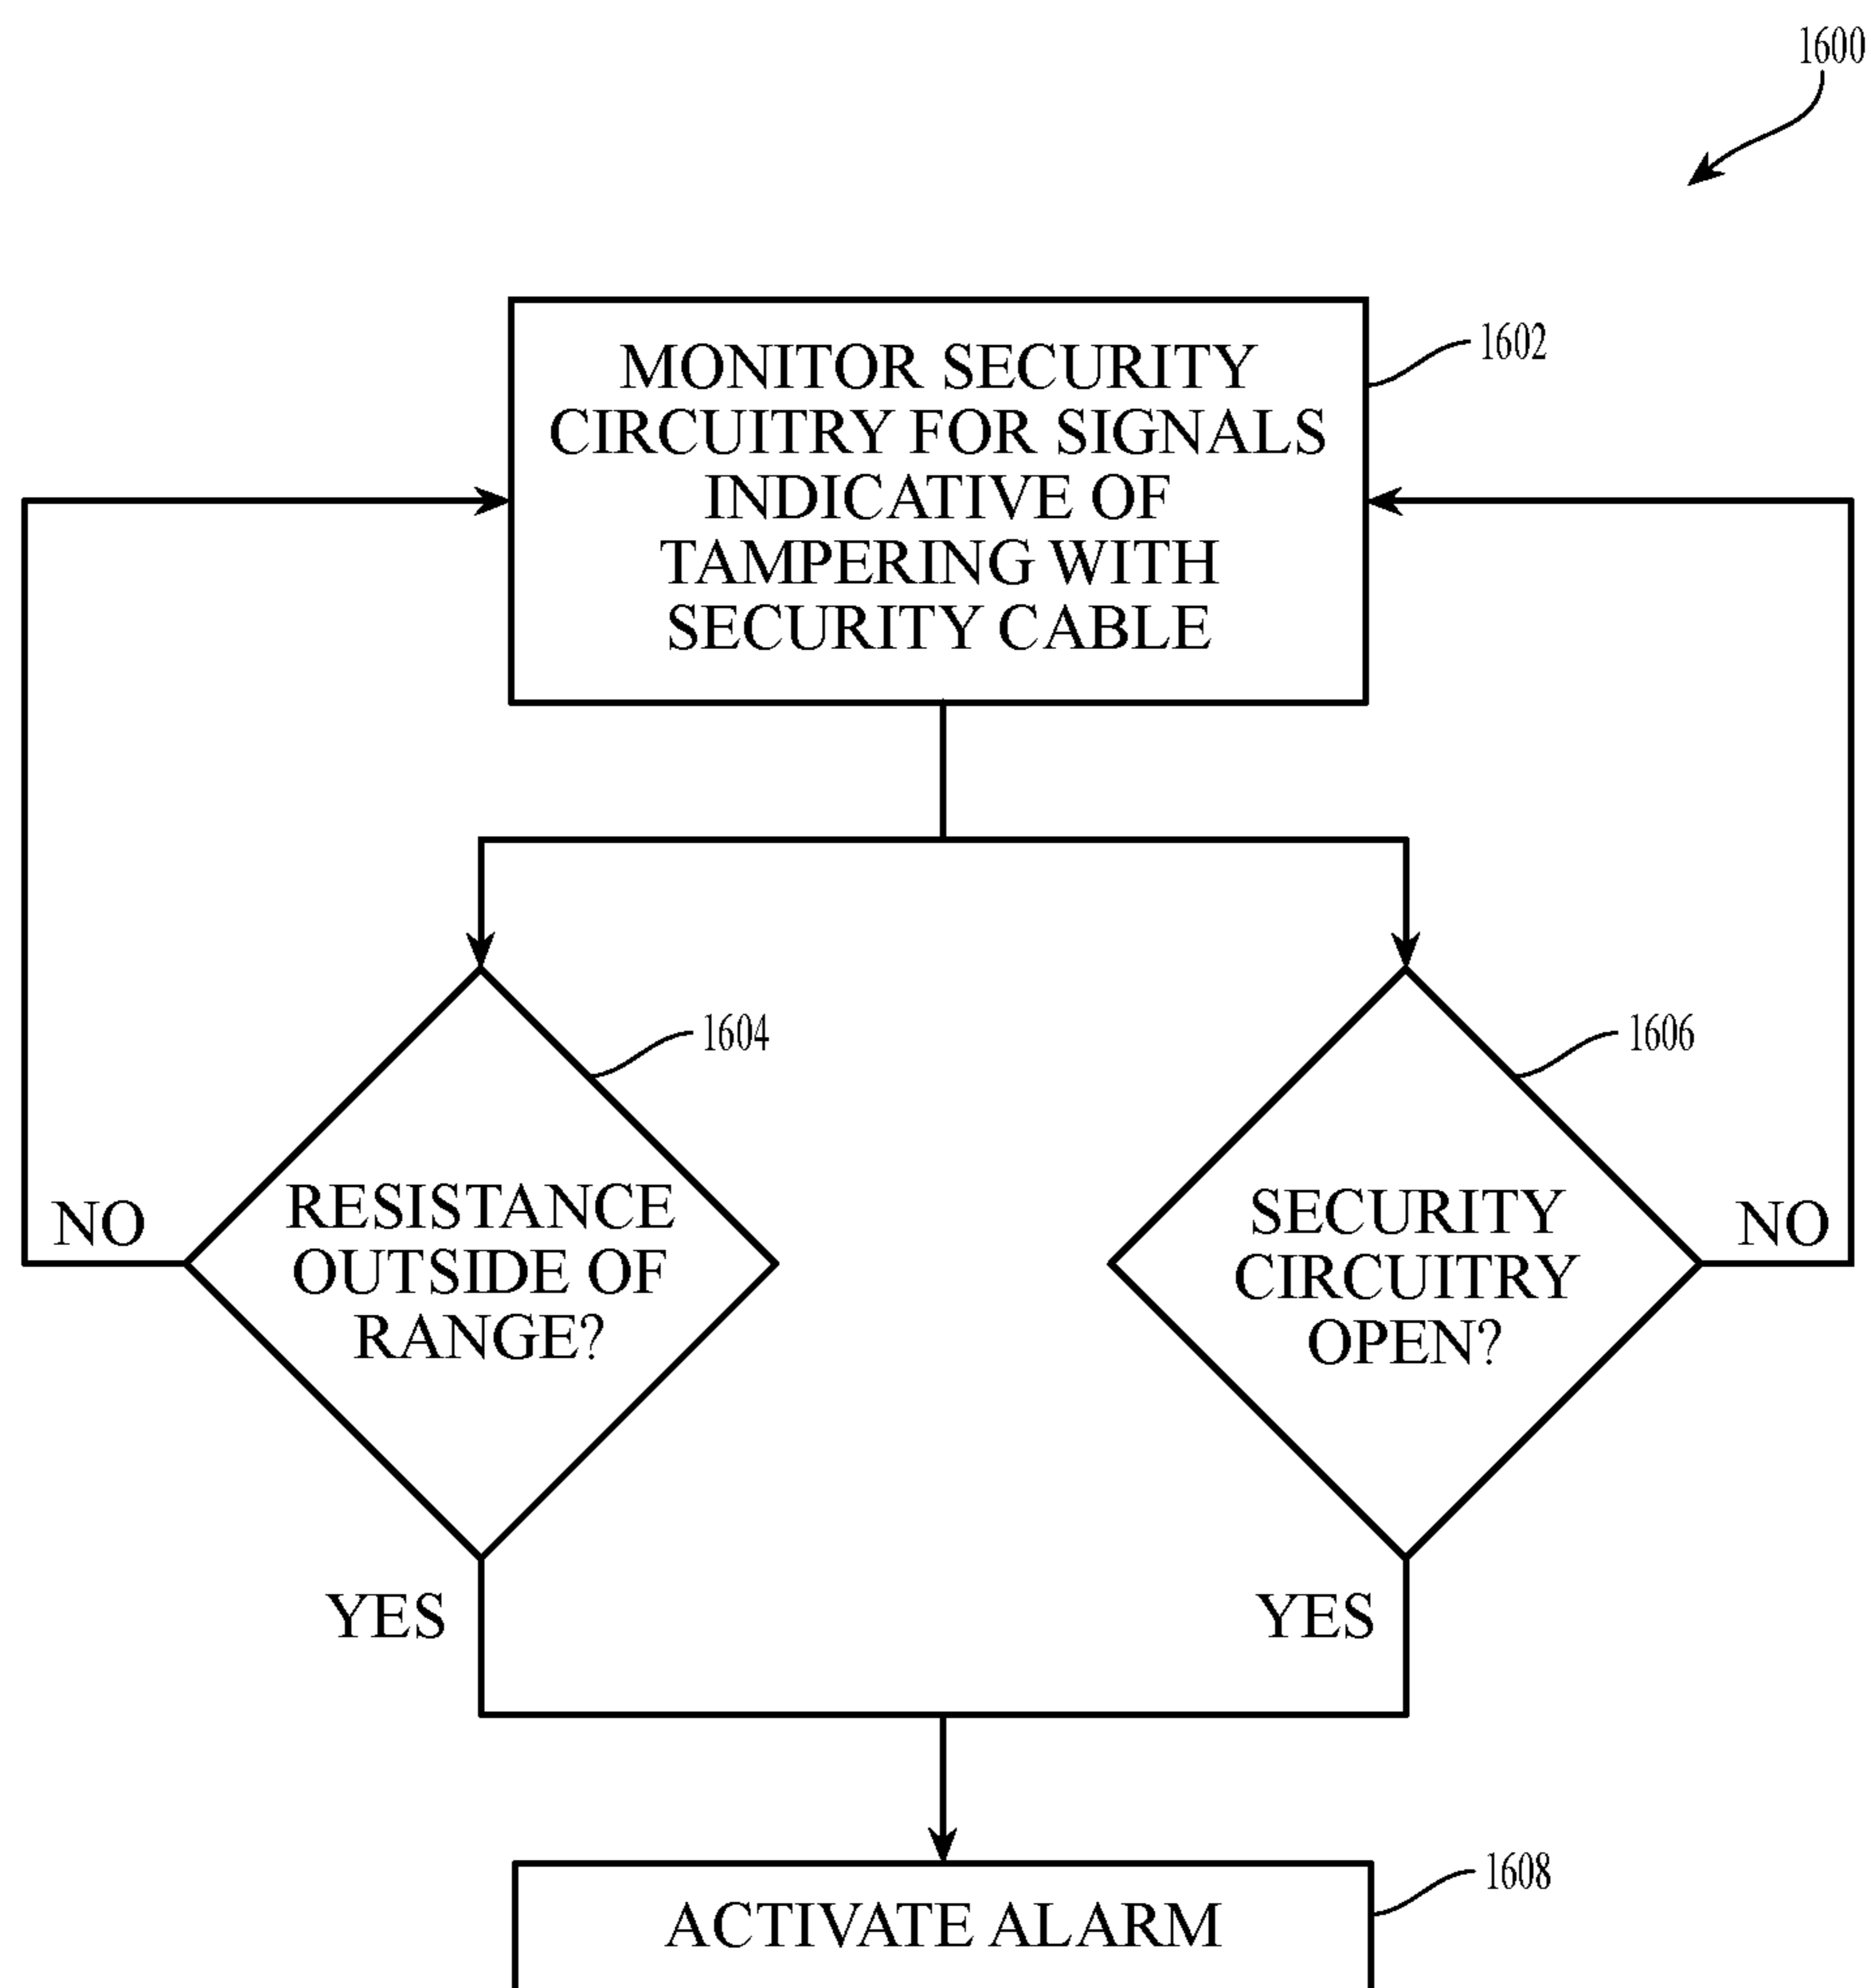 1600
MONITOR SECURITY
CIRCUITRY FOR SIGNALS
INDICATIVE OF
TAMPERING WITH
SECURITY CABLE
1602
1604
1606
NO
RESISTANCE
OUTSIDE OF
RANGE?
SECURITY
CIRCUITRY
OPEN?
NO
YES
YES
1608
ACTIVATE ALARM